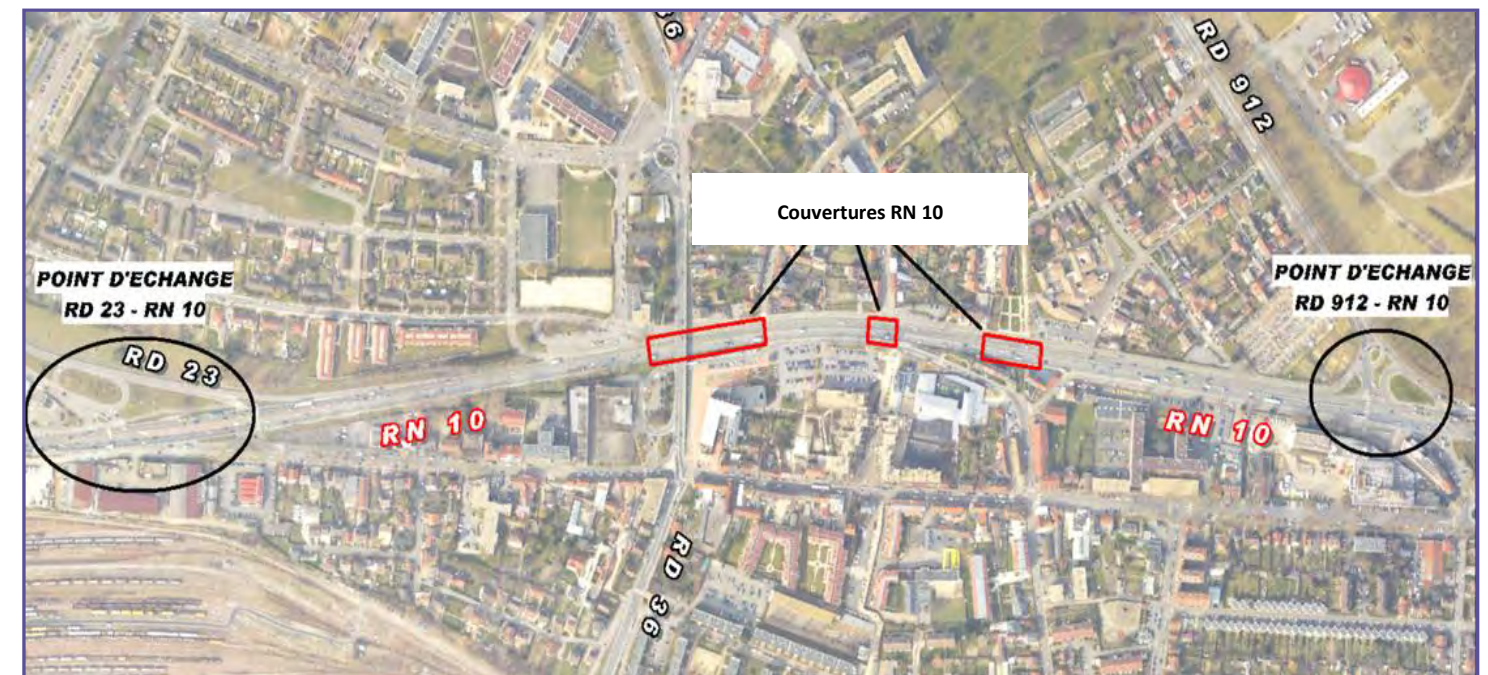 36
RD 912
Couvertures RN 10
POINT D'ECHANGE
RD 23 - RN 10
POINT D'ECHANGE
RD 912 - RN 10
RD 23
RN 10
RN 10
RD 36